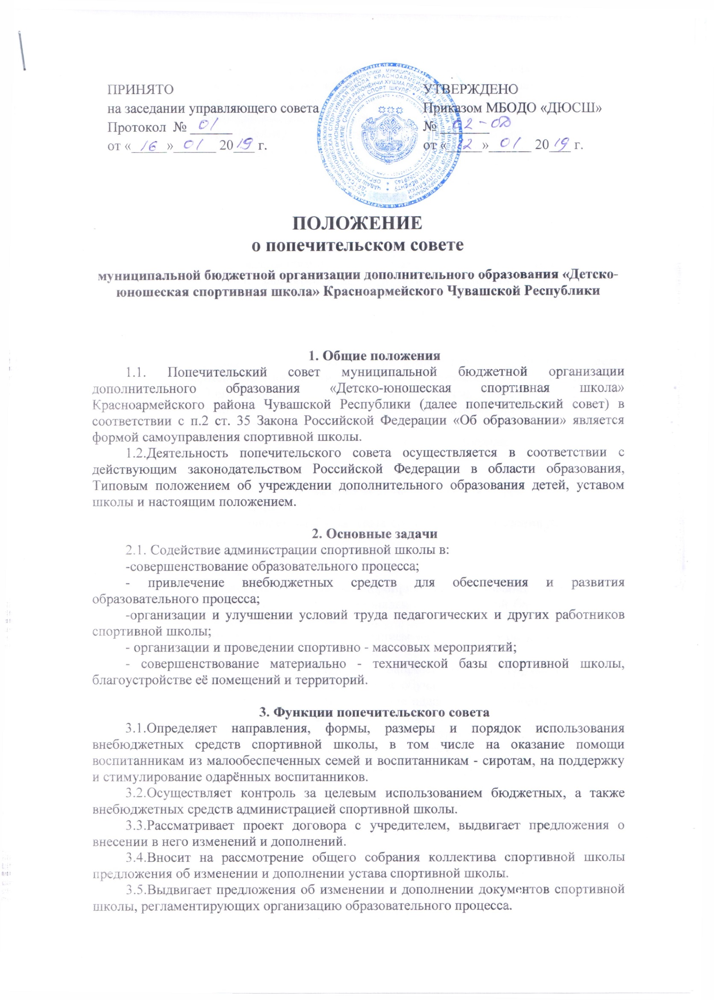 ПРИНЯТО
на заседании управляющего совета
Протокол № 01
от «16» 01 2019 г.
УТВЕРЖДЕНО
Приказом МБОДО «ДЮСШ»
№ 02-ОД
от «12» 01 2019 г.
ПОЛОЖЕНИЕ
о попечительском совете
муниципальной бюджетной организации дополнительного образования «Детско-
юношеская спортивная школа» Красноармейского Чувашской Республики
1. Общие положения
1.1. Попечительский совет муниципальной бюджетной организации
дополнительного образования «Детско-юношеская спортивная школа»
Красноармейского района Чувашской Республики (далее попечительский совет) в
соответствии с п.2 ст. 35 Закона Российской Федерации «Об образовании» является
формой самоуправления спортивной школы.
1.2.Деятельность попечительского совета осуществляется в соответствии с
действующим законодательством Российской Федерации в области образования,
Типовым положением об учреждении дополнительного образования детей, уставом
школы и настоящим положением.
2. Основные задачи
2.1. Содействие администрации спортивной школы в:
-совершенствование образовательного процесса;
- привлечение внебюджетных средств для обеспечения и развития
образовательного процесса;
-организации и улучшении условий труда педагогических и других работников
спортивной школы;
- организации и проведении спортивно - массовых мероприятий;
- совершенствование материально - технической базы спортивной школы,
благоустройстве её помещений и территорий.
3. Функции попечительского совета
3.1.Определяет направления, формы, размеры и порядок использования
внебюджетных средств спортивной школы, в том числе на оказание помощи
воспитанникам из малообеспеченных семей и воспитанникам - сиротам, на поддержку
и стимулирование одарённых воспитанников.
3.2.Осуществляет контроль за целевым использованием бюджетных, а также
внебюджетных средств администрацией спортивной школы.
3.3.Рассматривает проект договора с учредителем, выдвигает предложения о
внесении в него изменений и дополнений.
3.4.Вносит на рассмотрение общего собрания коллектива спортивной школы
предложения об изменении и дополнении устава спортивной школы.
3.5.Выдвигает предложения об изменении и дополнении документов спортивной
школы, регламентирующих организацию образовательного процесса.